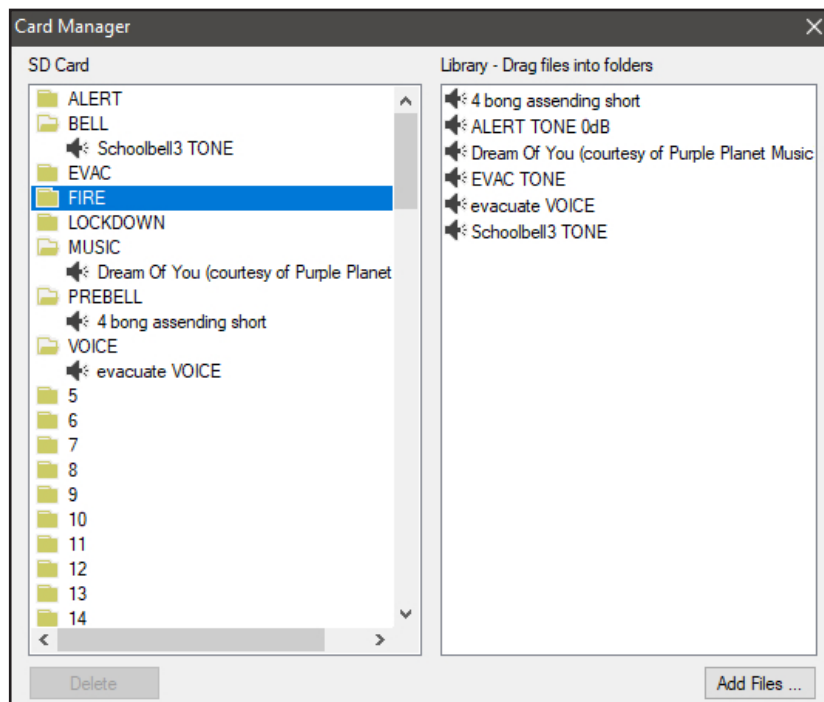 Card Manager
SD Card
ALERT
BELL
Schoolbell3 TONE
EVAC
FIRE
LOCKDOWN
MUSIC
Dream Of You (courtesy of Purple Planet
PREBELL
4 bong assending short
VOICE
evacuate VOICE
5
6
7
8
9
10
11
12
13
14
Delete
Library - Drag files into folders
4 bong assending short
ALERT TONE 0dB
Dream Of You (courtesy of Purple Planet Music
EVAC TONE
evacuate VOICE
Schoolbell3 TONE
Add Files ...